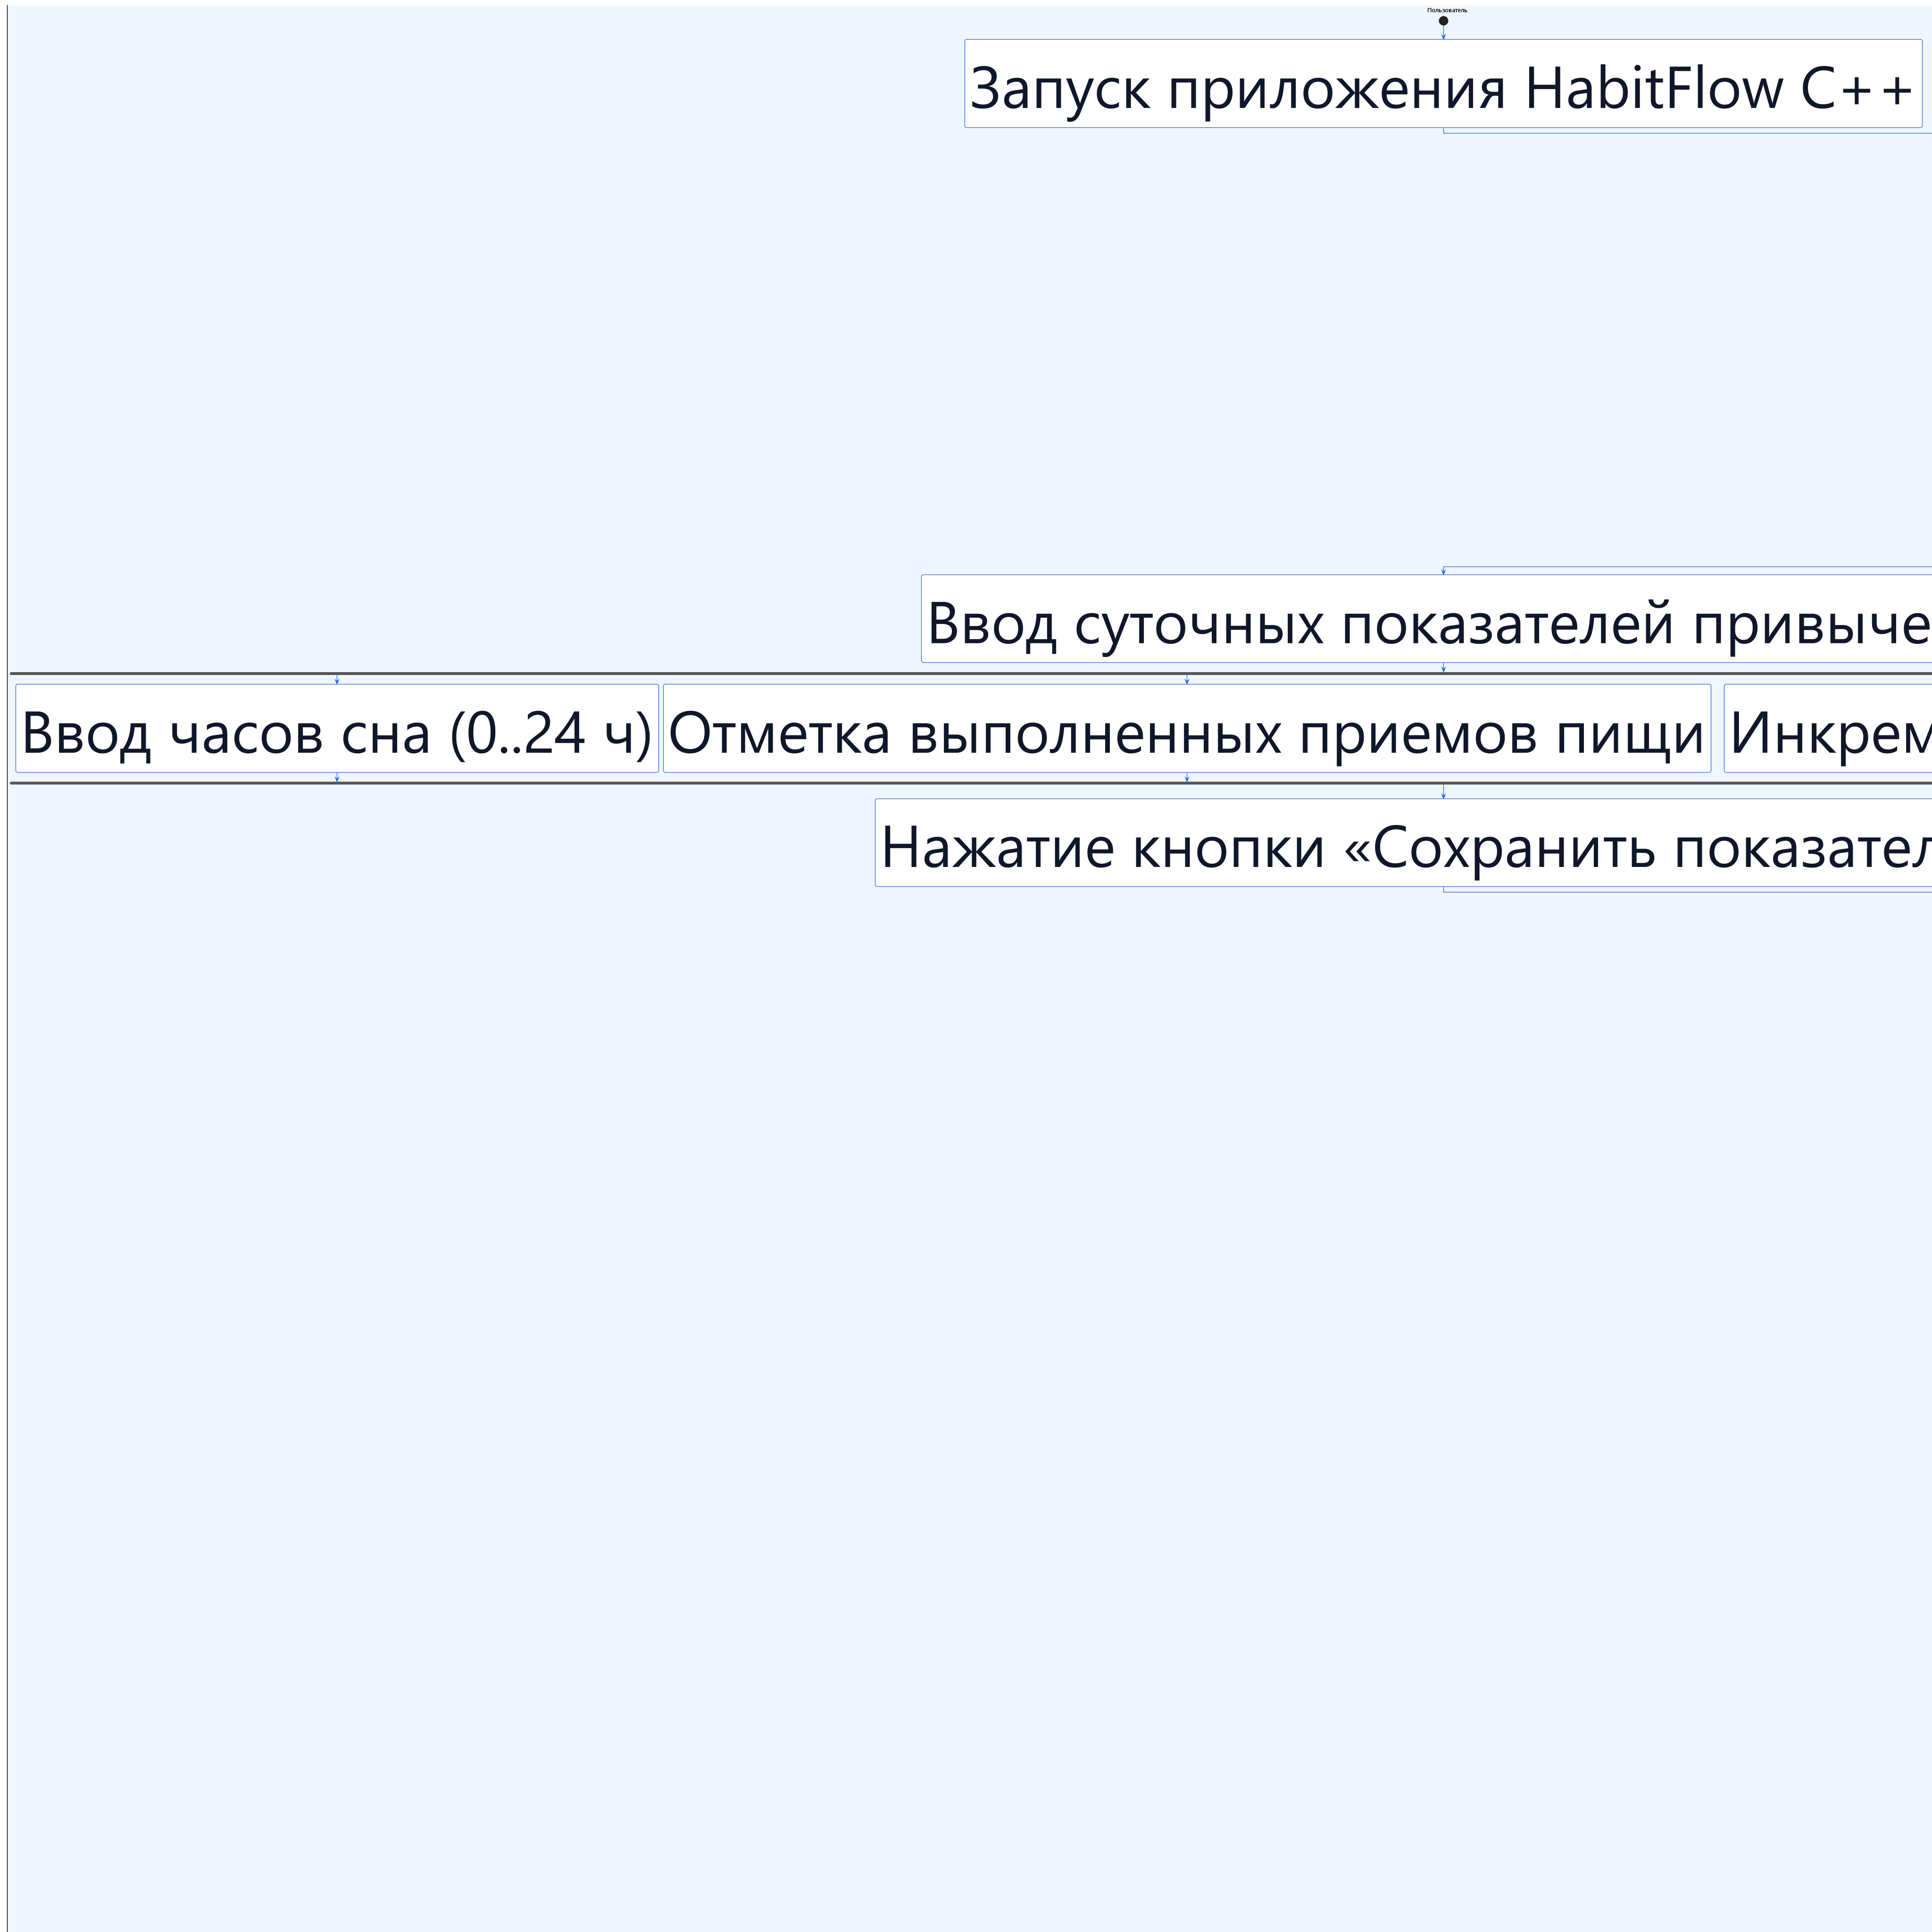 Пользователь
Запуск приложения HabitFlow C++
Ввод суточных показателей привыче
Ввод часов сна (0..24 ч)
Отметка выполненных приемов пищи
Инкрем
Нажатие кнопки «Сохранить показател